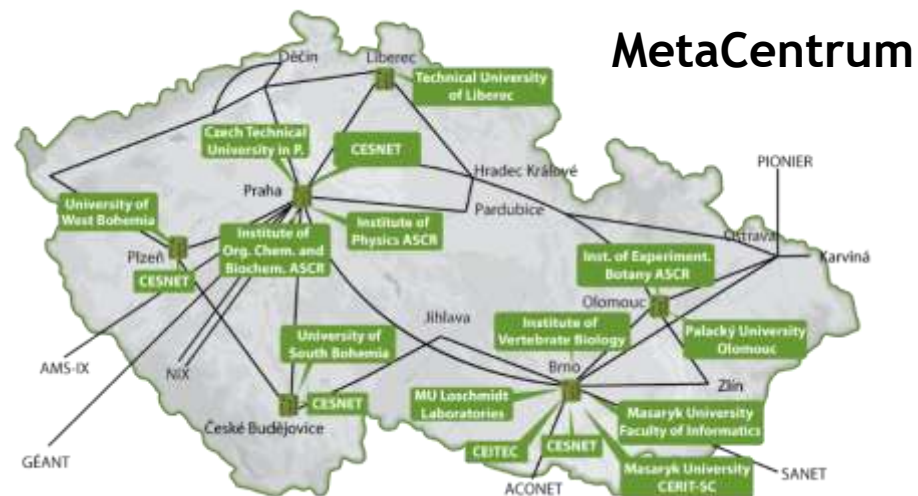 MetaCentrum
Děčín
Liberec
Technical University
of Liberec
Czech Technical
University in P.
CESNET
Hradec Králové
PIONIER
Praha
University of
West Bohemia
Institute of
Physics ASCR
Pardubice
Institute of
Org. Chem. and
Biochem. ASCR
Plzeň
CESNET
Ostrava
Karviná
Inst. of Experiment.
Botany ASCR
Olomouc
Jihlava
Institute of
Vertebrate Biology
University of
South Bohemia
Palacký University
Olomouc
AMS-IX
NIX
Brno
Zlín
CESNET
MU Loschmidt
Laboratories
Masaryk University
Faculty of Informatics
České Budějovice
CEITEC
CESNET
GÉANT
Masaryk University
CERIT-SC
SANET
ACONET